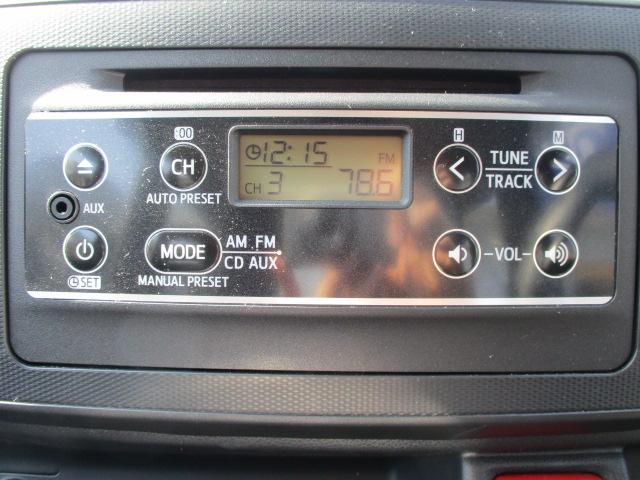 :00
CH
AUTO PRESET
AUX
SET
MODE
MANUAL PRESET
AM FM
CD AUX
12:15
FM
CH 3 78.6
H
M
TUNE
TRACK
-VOL-